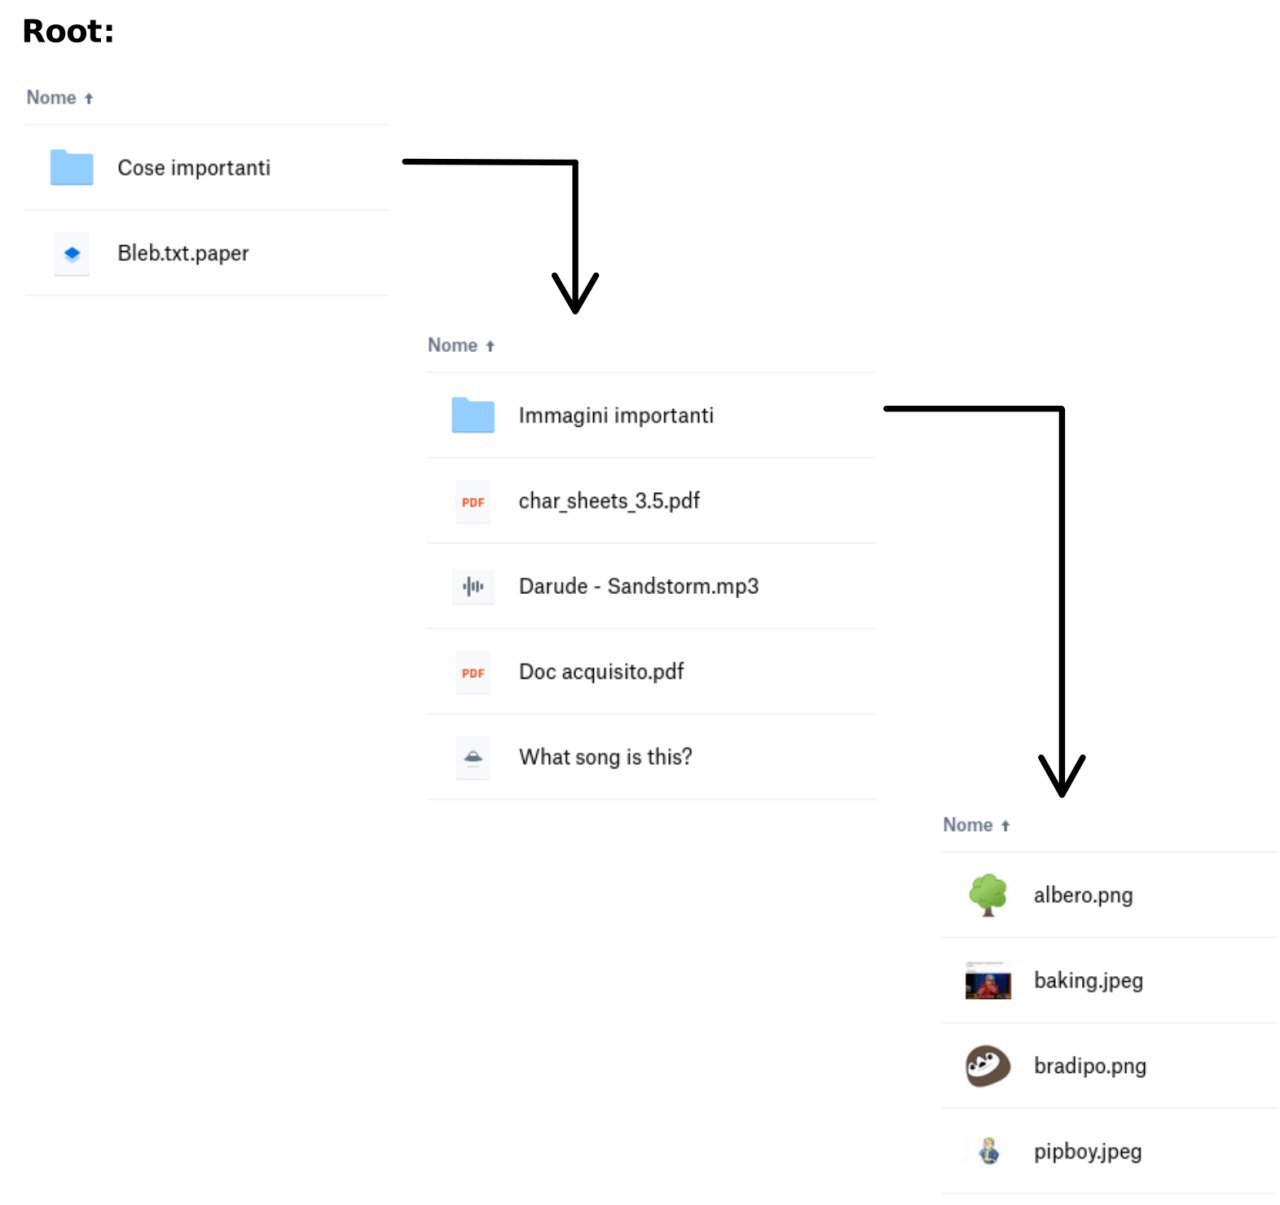 Root:
Nome ↑
Cose importanti
Bleb.txt.paper
Nome ↑
Immagini importanti
PDF char_sheets_3.5.pdf
Darude - Sandstorm.mp3
PDF Doc acquisito.pdf
What song is this?
Nome ↑
albero.png
baking.jpeg
bradipo.png
pipboy.jpeg